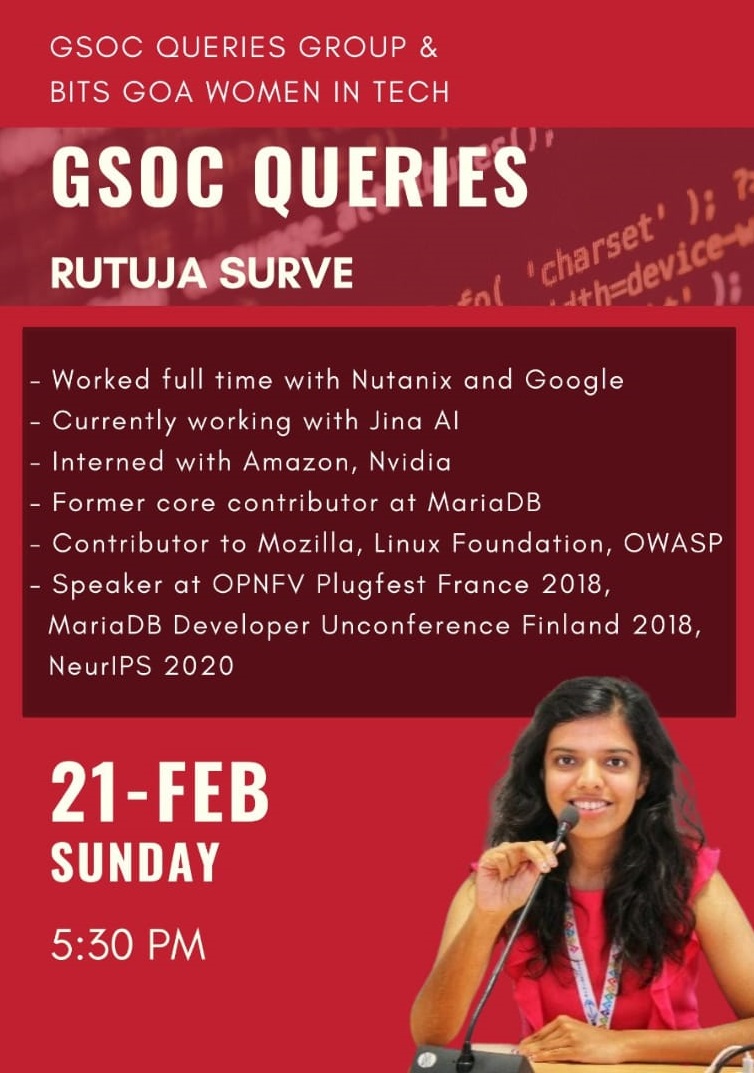 GSOC QUERIES GROUP &
BITS GOA WOMEN IN TECH
GSOC QUERIES
RUTUJA SURVE
'charset' );
- Worked full time with Nutanix and Google
- Currently working with Jina AI
- Interned with Amazon, Nvidia
- Former core contributor at MariaDB
- Contributor to Mozilla, Linux Foundation, OWASP
- Speaker at OPNFV Plugfest France 2018,
MariaDB Developer Unconference Finland 2018,
NeurIPS 2020
21-FEB
SUNDAY
5:30 PM